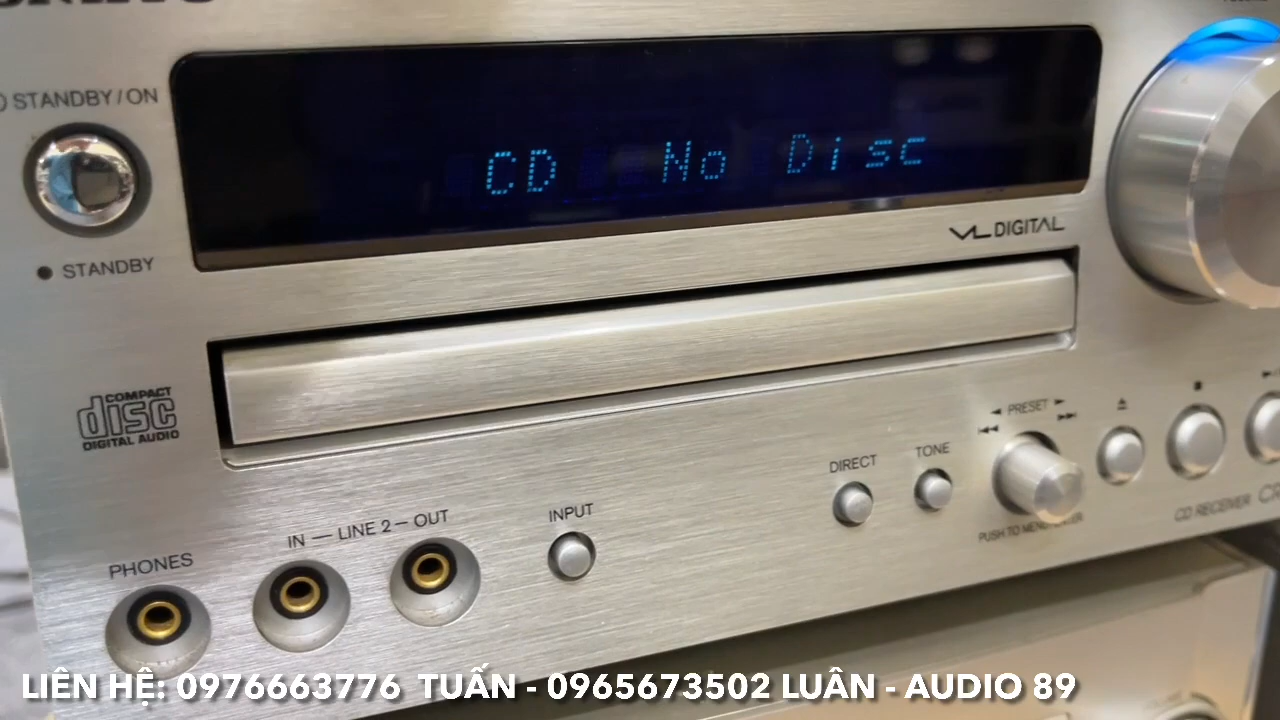 STANDBY/ON
CD No Disc
VL DIGITAL
STANDBY
COMPACT
disc
DIGITAL AUDIO
PRESET
DIRECT
TONE
INPUT
IN — LINE 2 — OUT
PHONES
CD RECEIVER
LIÊN HỆ: 0976663776 TUẤN - 0965673502 LUÂN - AUDIO 89